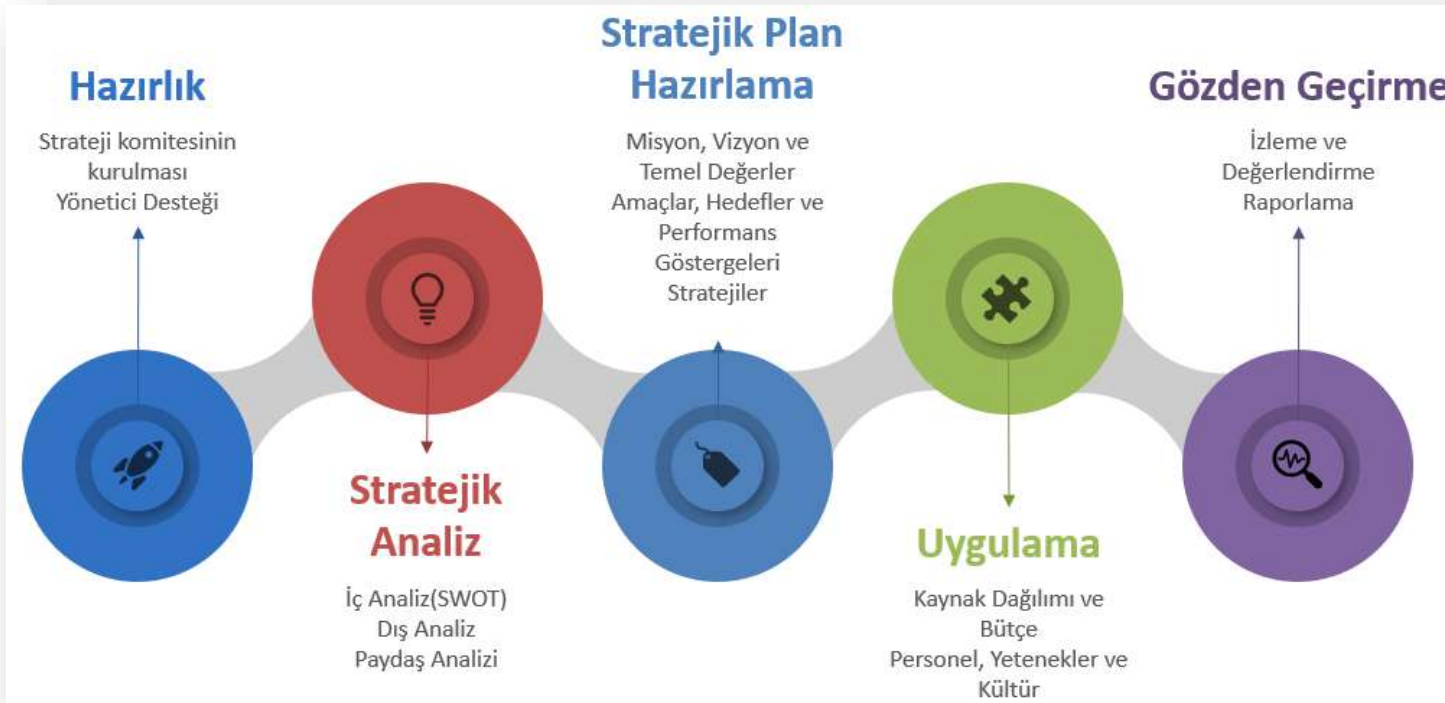 Hazırlık
Strateji komitesinin
kurulması
Yönetici Desteği
Stratejik
Analiz
İç Analiz(SWOT)
Dış Analiz
Paydaş Analizi
Stratejik Plan
Hazırlama
Misyon, Vizyon ve
Temel Değerler
Amaçlar, Hedefler ve
Performans
Göstergeleri
Stratejiler
Uygulama
Kaynak Dağılımı ve
Bütçe
Personel, Yetenekler ve
Kültür
Gözden Geçirme
İzleme ve
Değerlendirme
Raporlama